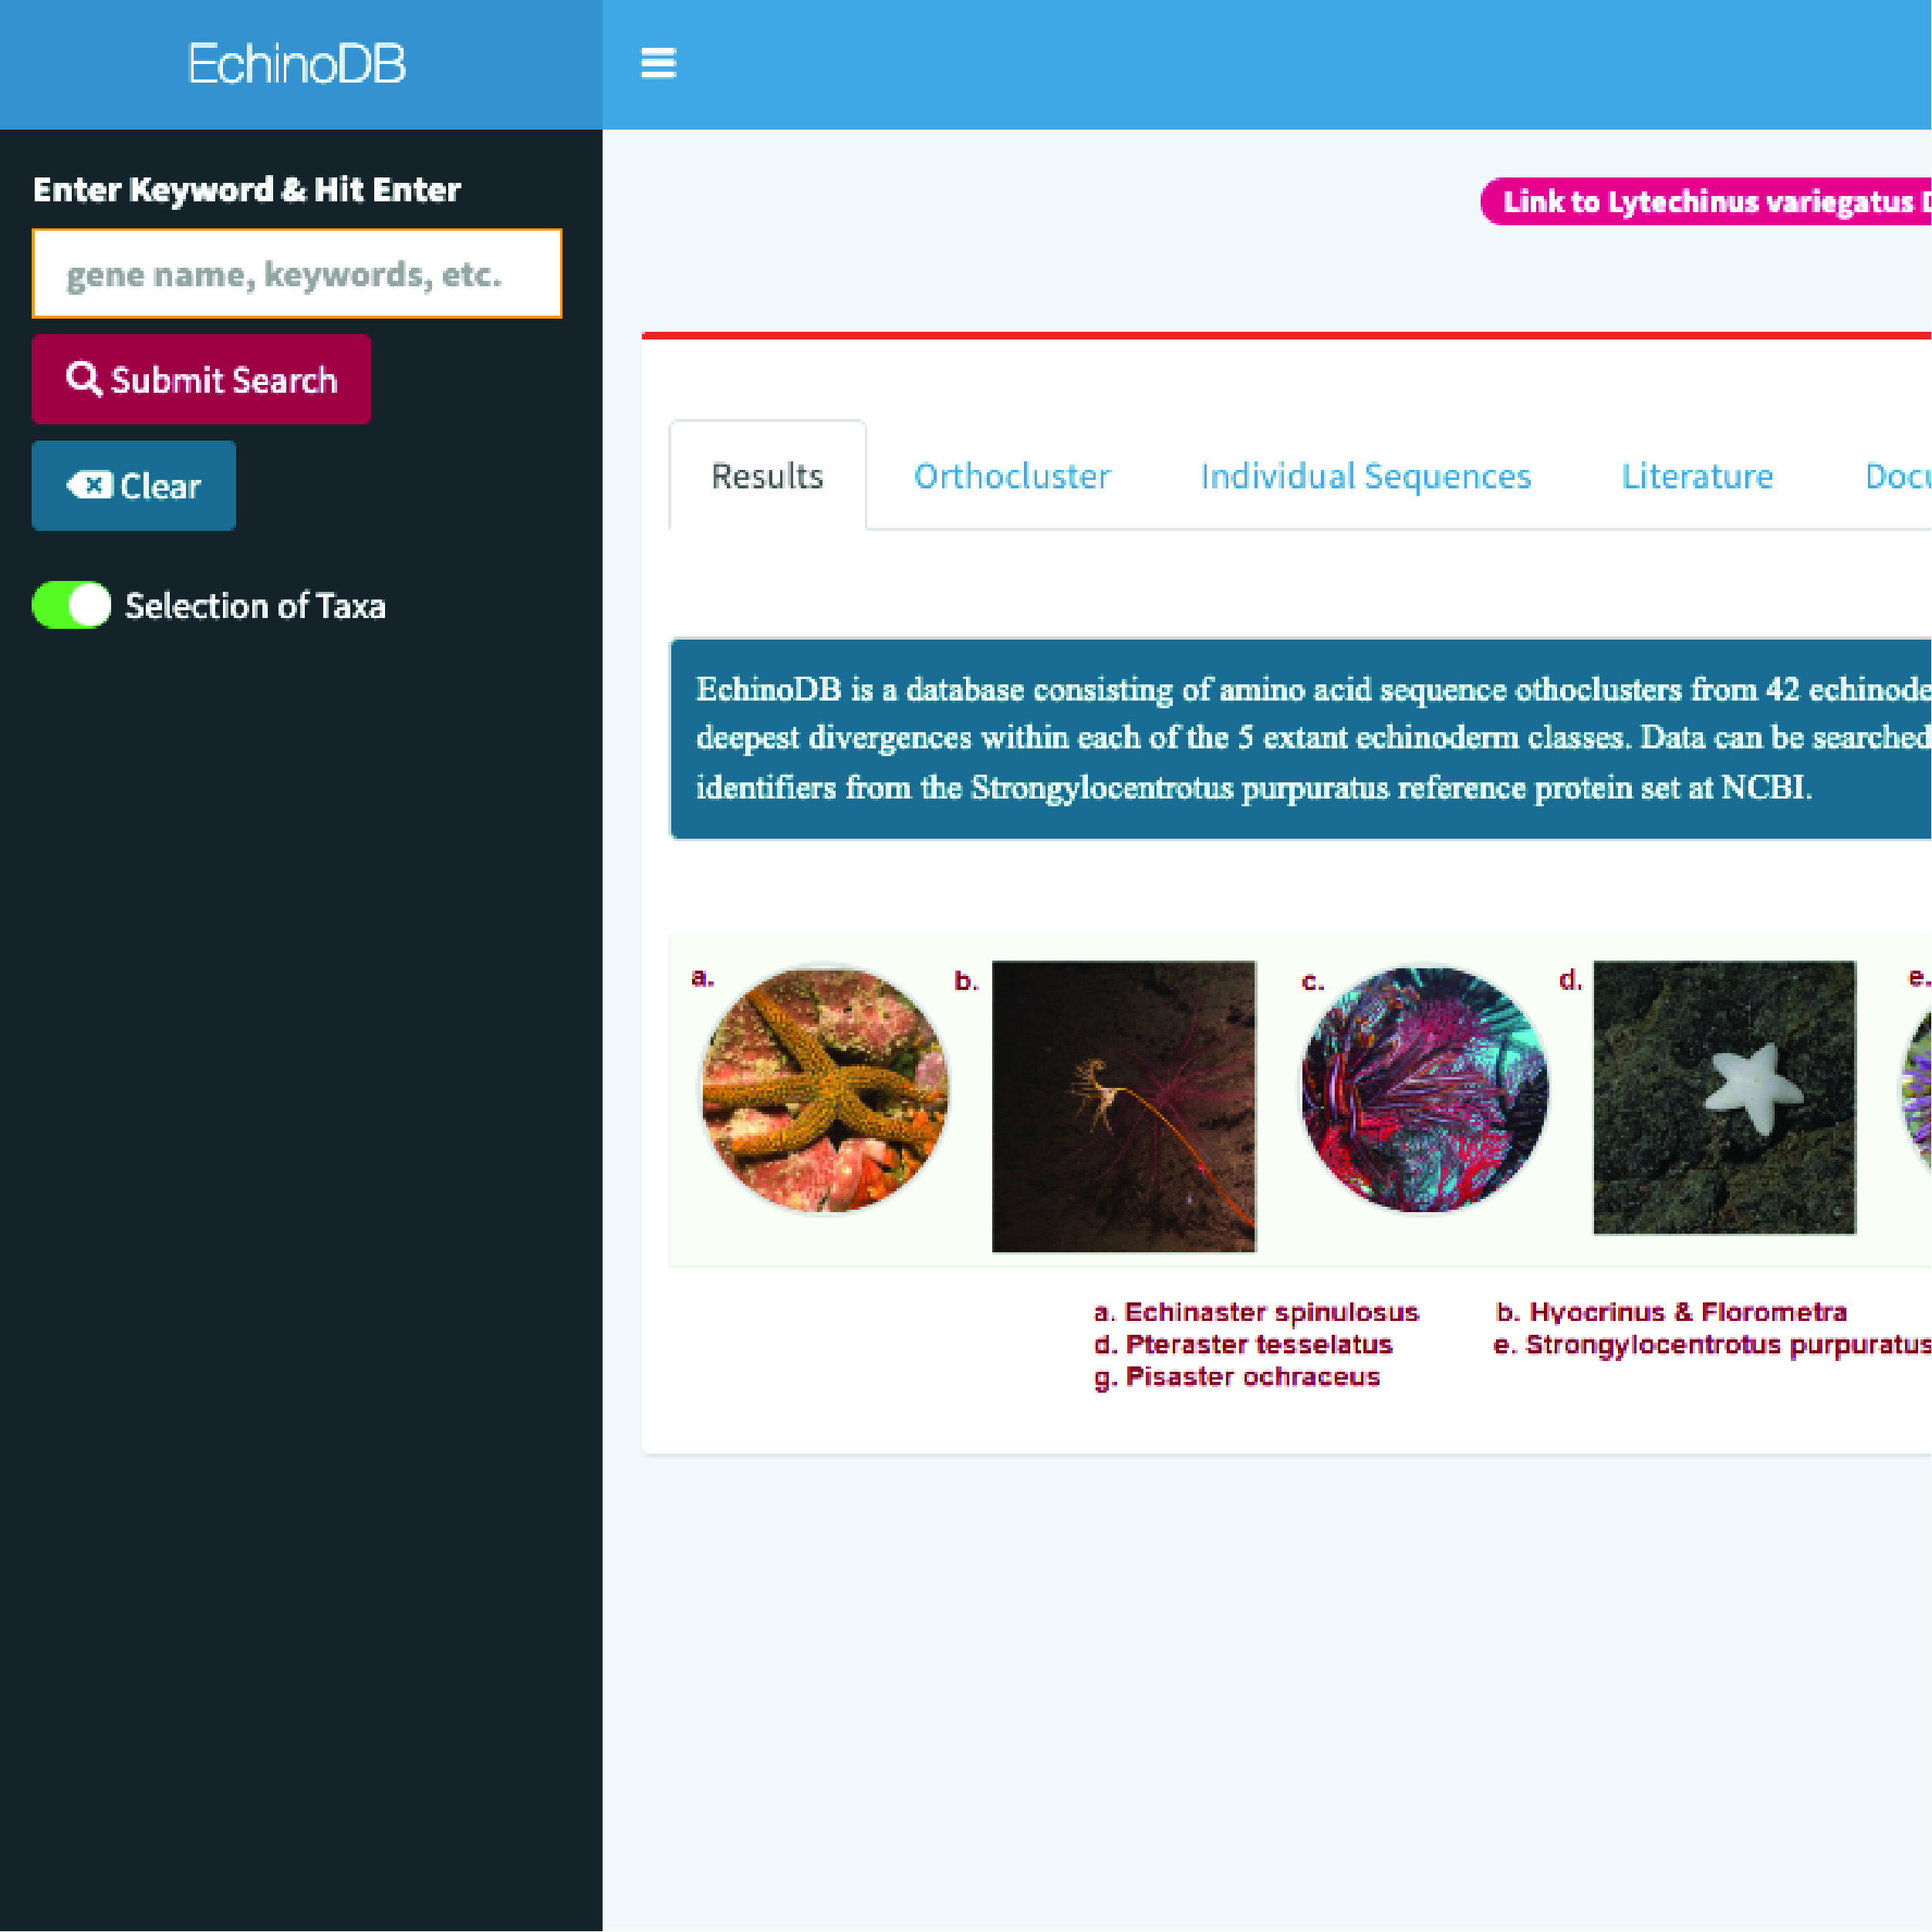 EchinoDB
Enter Keyword & Hit Enter
gene name, keywords, etc.
Submit Search
Clear
Selection of Taxa
Link to Lytechinus variegatus
Results Orthocluster Individual Sequences Literature
EchinoDB is a database consisting of amino acid sequence othoclusters from 42
deepest divergences within each of the 5 extant echinoderm classes. Data can be searched
identifiers from the Strongylocentrotus purpuratus reference protein set at NCBI.
a. b. c. d. e.
a. Echinaster spinulosus b. Hyocrinus & Florometra
d. Pteraster tesselatus e. Strongylocentrotus purpuratus
g. Pisaster ochraceus